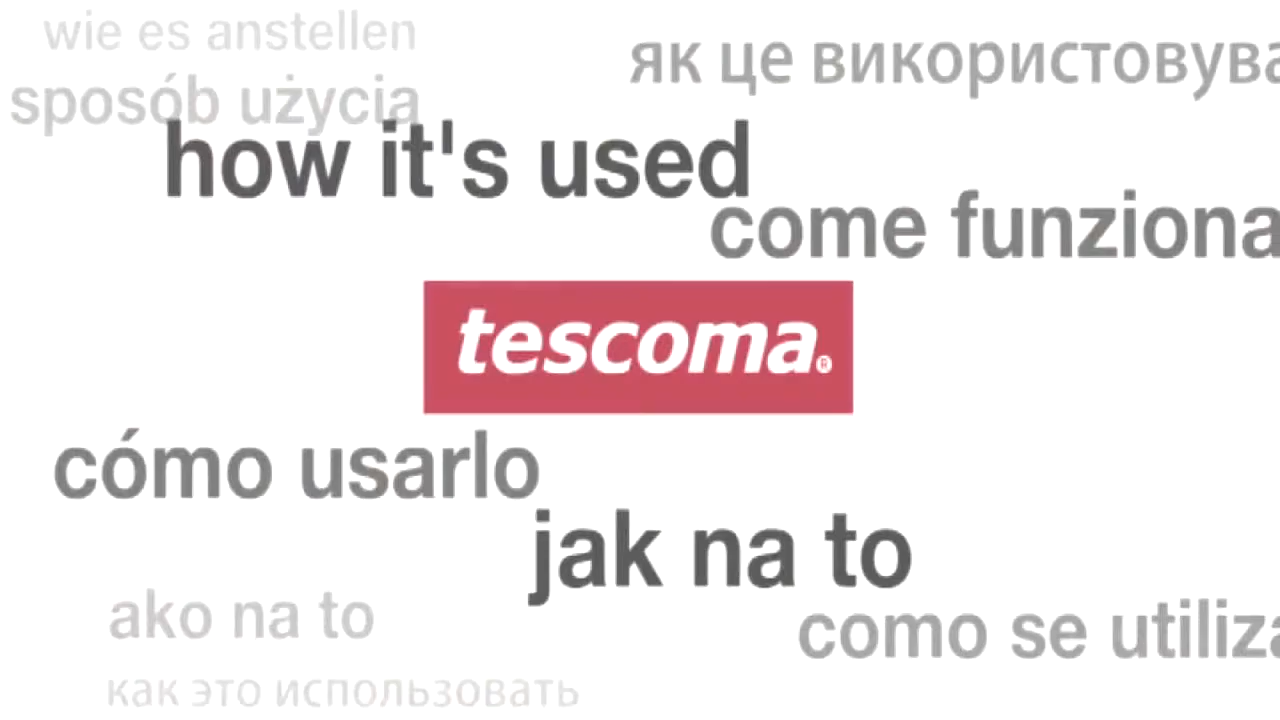 wie es anstellen
як це використовува
sposób użycia
how it's used
come funziona
tescoma®
cómo usarlo
jak na to
ako na to
como se utiliza
как это использовать